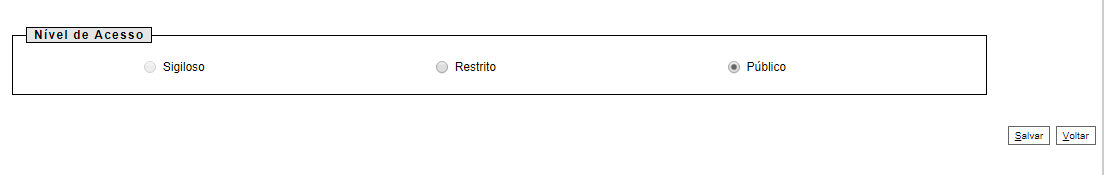 Nível de Acesso
Sigiloso Restrito Público
Salvar Voltar